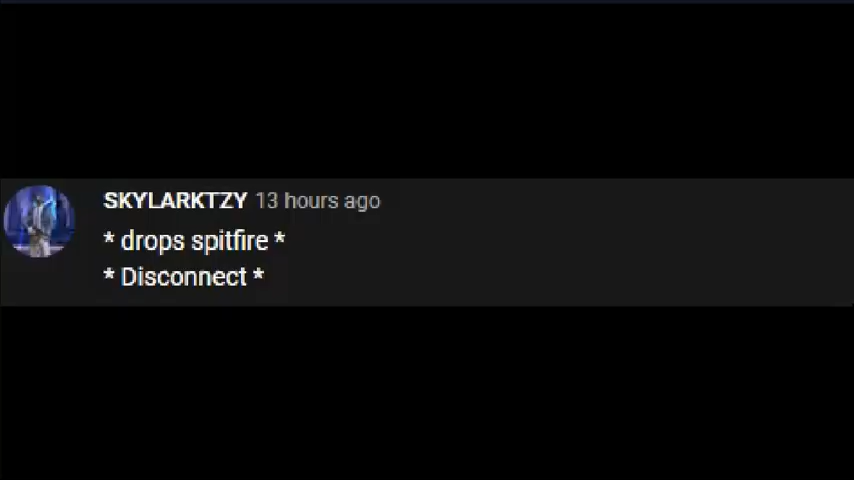 SKYLARKTZY 13 hours ago
* drops spitfire *
* Disconnect *